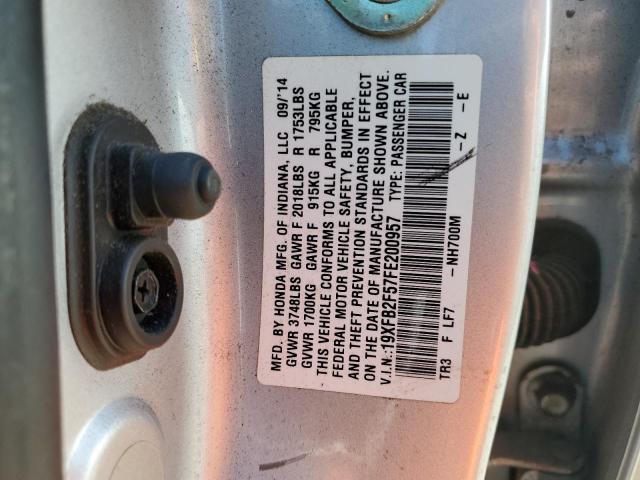 MFD. BY HONDA MFG. OF INDIANA, LLC 09/'14
GVWR 3748LBS GAWR F 2018LBS R 1753LBS
GVWR 1700KG GAWR F 915KG R 795KG
THIS VEHICLE CONFORMS TO ALL APPLICABLE
FEDERAL MOTOR VEHICLE SAFETY, BUMPER,
AND THEFT PREVENTION STANDARDS IN EFFECT
ON THE DATE OF MANUFACTURE SHOWN ABOVE.
V.I.N.:19XFB2F57FE200957 TYPE: PASSENGER CAR
TR3 F LF7 -NH700M -Z -E